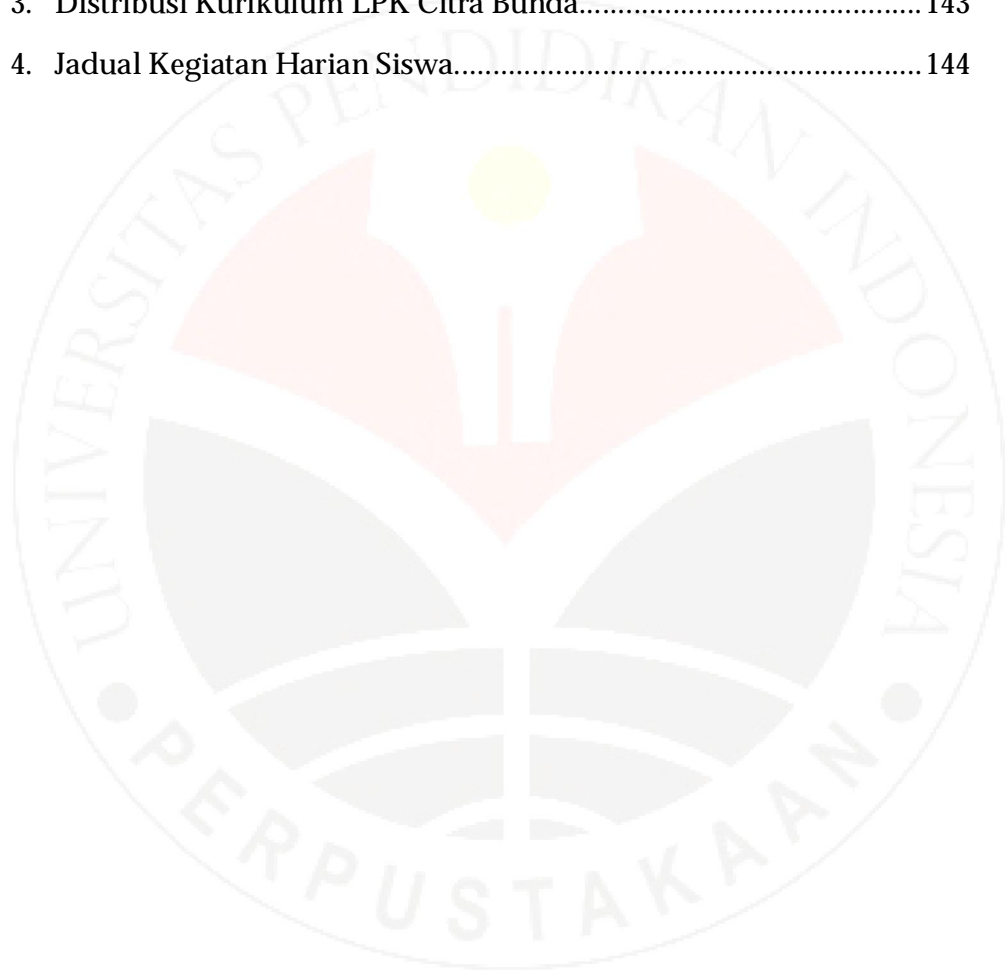 3. Distribusi Kurikulum LPK Citra Bunda........................................ 143
4. Jadual Kegiatan Harian Siswa....................................................... 144
UNIVERSITAS PENDIDIKAN INDONESIA
PERPUSTAKAAN